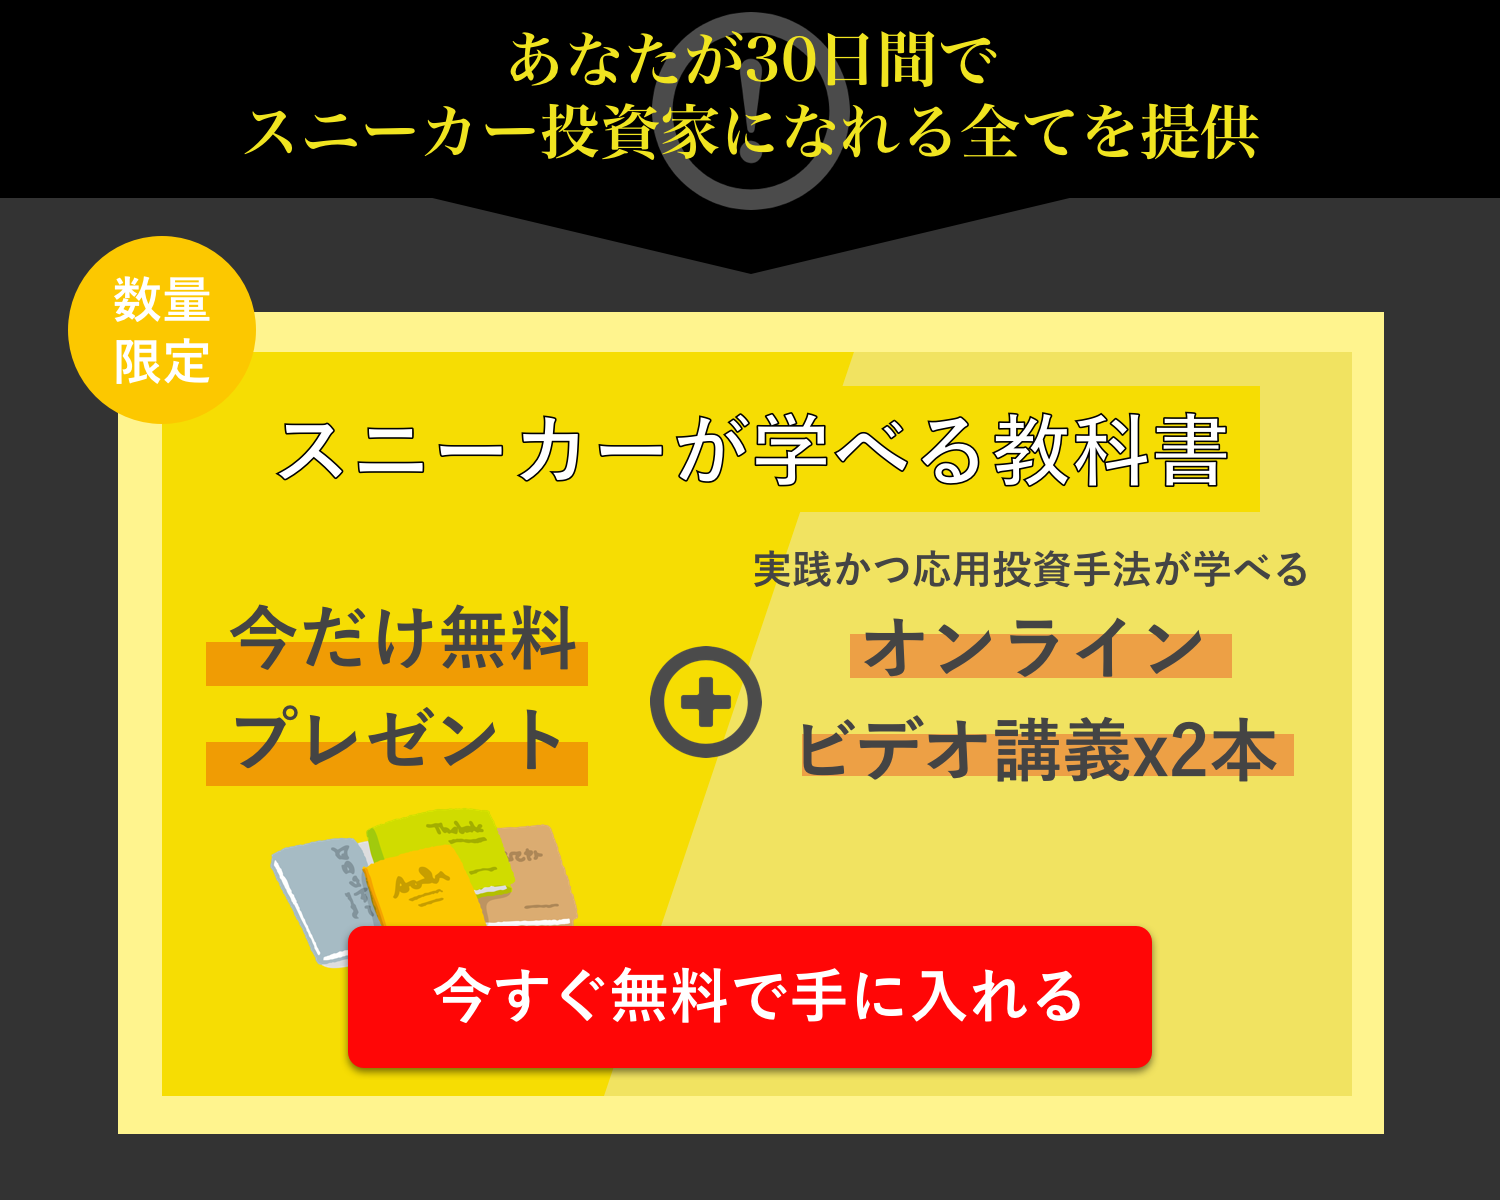 あなたが30日間で
スニーカー投資家になれる全てを提供
数量
限定
スニーカーが学べる教科書
今だけ無料
プレゼント
実践かつ応用投資手法が学べる
オンライン
ビデオ講義x2本
今すぐ無料で手に入れる